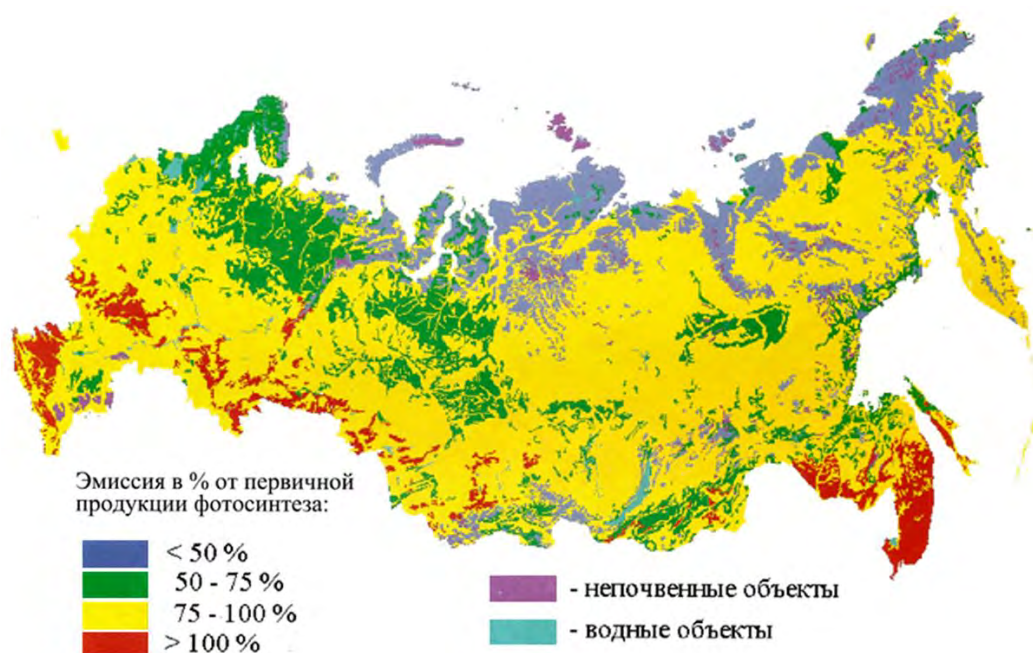 Эмиссия в % от первичной
продукции фотосинтеза:
< 50 %
50 - 75 %
75 - 100 %
> 100 %
- непочвенные объекты
- водные объекты